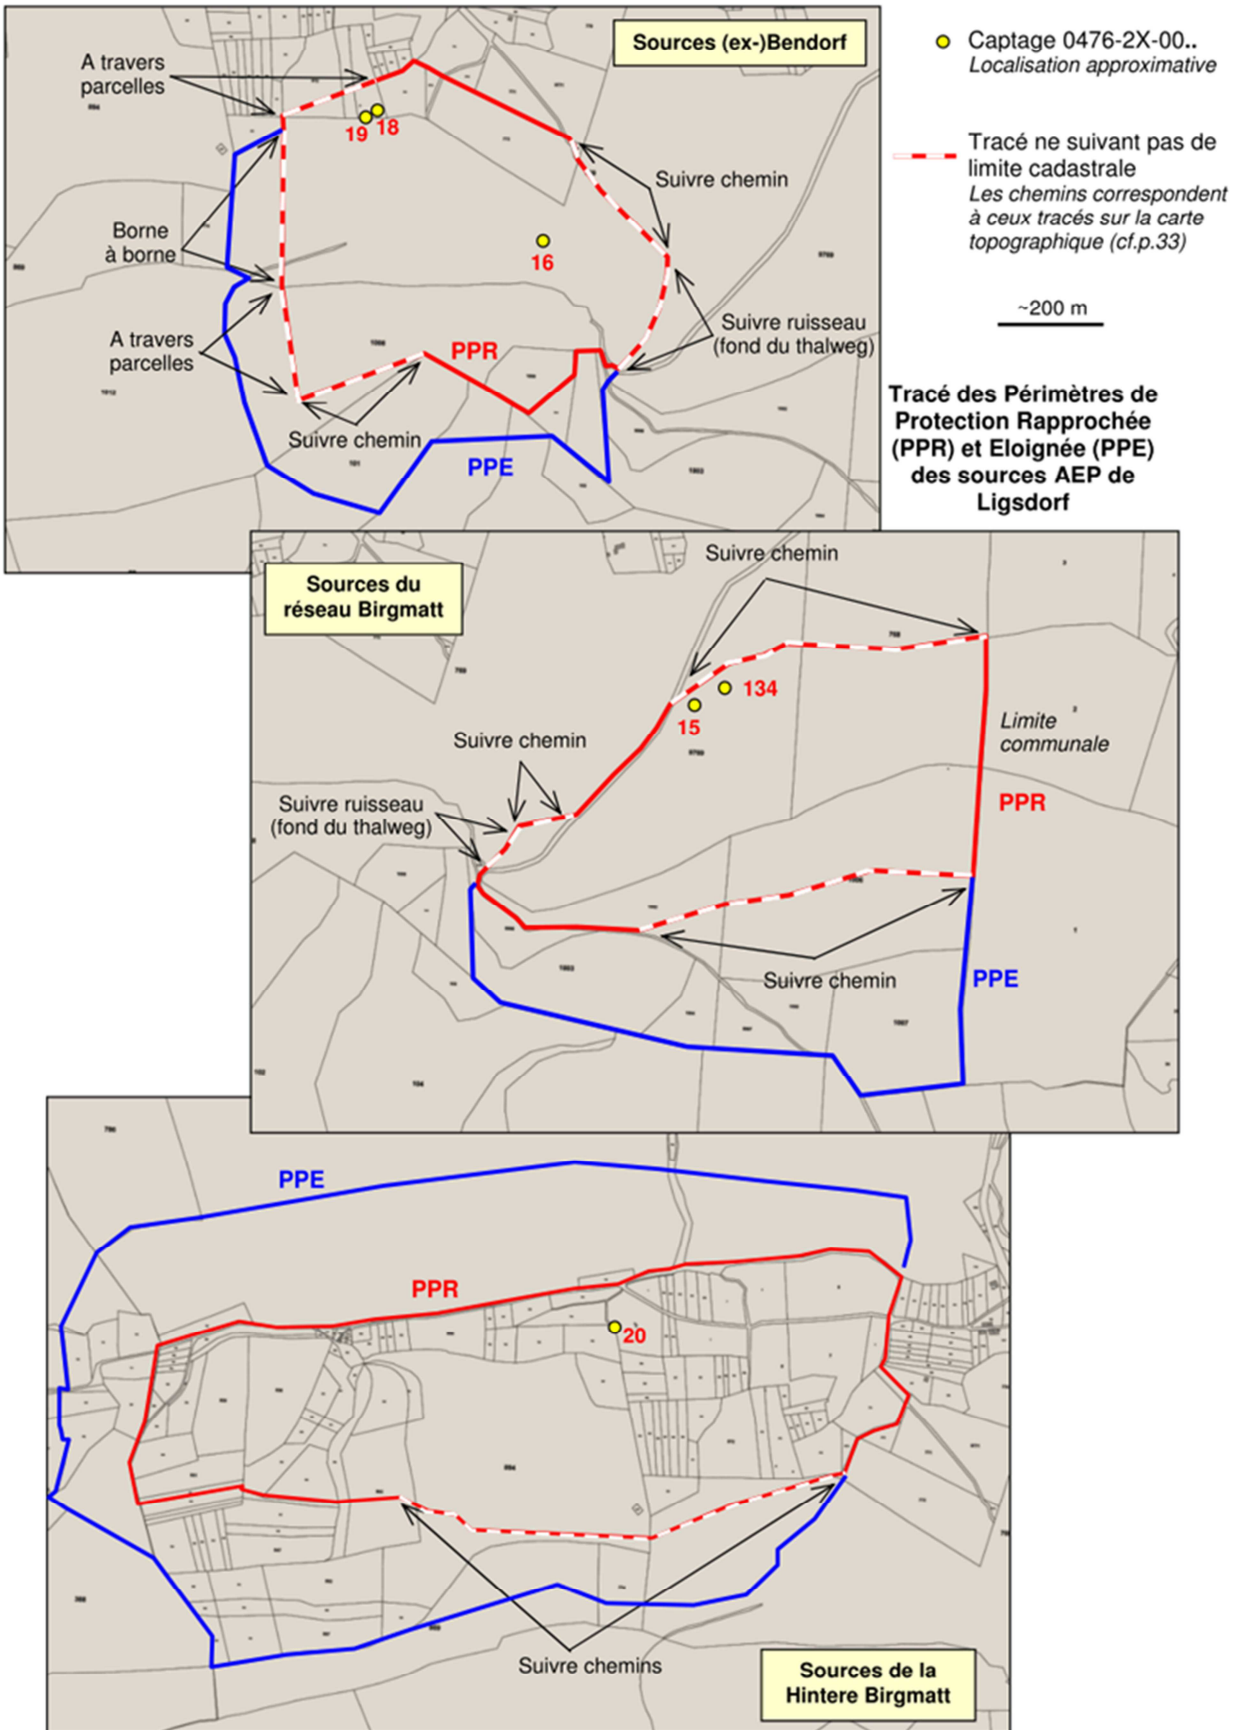 Sources (ex-)Bendorf
A travers
parcelles
19
18
Suivre chemin
Borne
à borne
16
Suivre ruisseau
(fond du thalweg)
A travers
parcelles
PPR
Suivre chemin
PPE
Captage 0476-2X-00..
Localisation approximative
Tracé ne suivant pas de
limite cadastrale
Les chemins correspondent
à ceux tracés sur la carte
topographique (cf.p.33)
~200 m
Tracé des Périmètres de
Protection Rapprochée
(PPR) et Eloignée (PPE)
des sources AEP de
Ligsdorf
Sources du
réseau Birgmatt
Suivre chemin
134
15
Limite
communale
Suivre chemin
Suivre ruisseau
(fond du thalweg)
PPR
Suivre chemin
PPE
PPE
PPR
20
Suivre chemins
Sources de la
Hintere Birgmatt